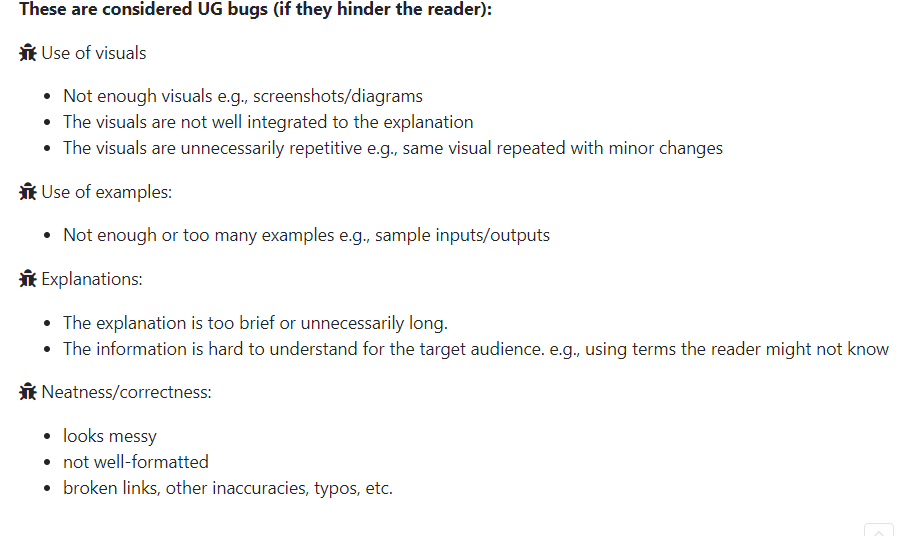 These are considered UG bugs (if they hinder the reader):
Use of visuals
Not enough visuals e.g., screenshots/diagrams
The visuals are not well integrated to the explanation
The visuals are unnecessarily repetitive e.g., same visual repeated with minor changes
Use of examples:
Not enough or too many examples e.g., sample inputs/outputs
Explanations:
The explanation is too brief or unnecessarily long.
The information is hard to understand for the target audience. e.g., using terms the reader might not know
Neatness/correctness:
looks messy
not well-formatted
broken links, other inaccuracies, typos, etc.